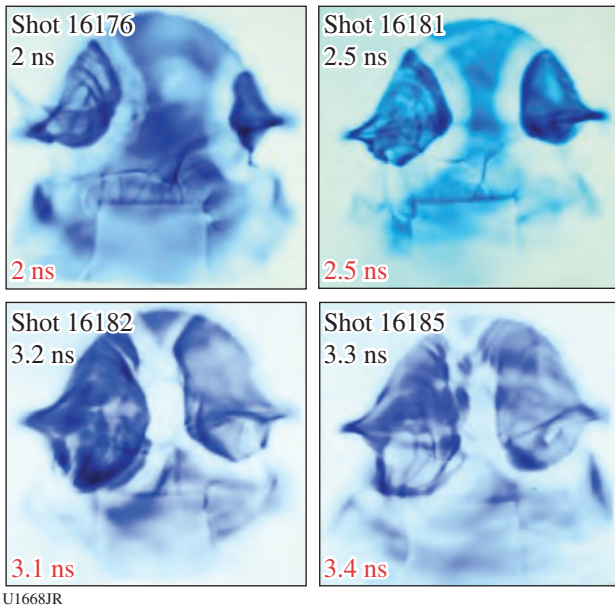 Shot 16176
2 ns
2 ns
Shot 16181
2.5 ns
2.5 ns
Shot 16182
3.2 ns
3.1 ns
Shot 16185
3.3 ns
3.4 ns
U1668JR